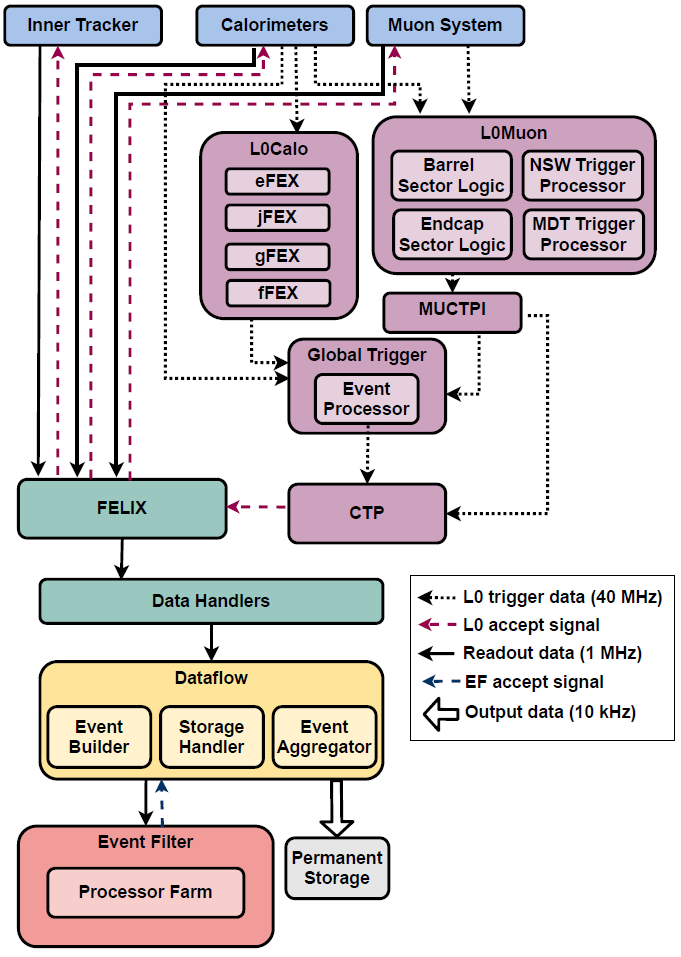 Inner Tracker
Calorimeters
Muon System
L0Calo
eFEX
jFEX
gFEX
fFEX
L0Muon
Barrel
Sector Logic
NSW Trigger
Processor
Endcap
Sector Logic
MDT Trigger
Processor
MUCTPI
Global Trigger
Event
Processor
FELIX
CTP
Data Handlers
L0 trigger data (40 MHz)
L0 accept signal
Readout data (1 MHz)
EF accept signal
Output data (10 kHz)
Dataflow
Event
Builder
Storage
Handler
Event
Aggregator
Event Filter
Processor Farm
Permanent
Storage